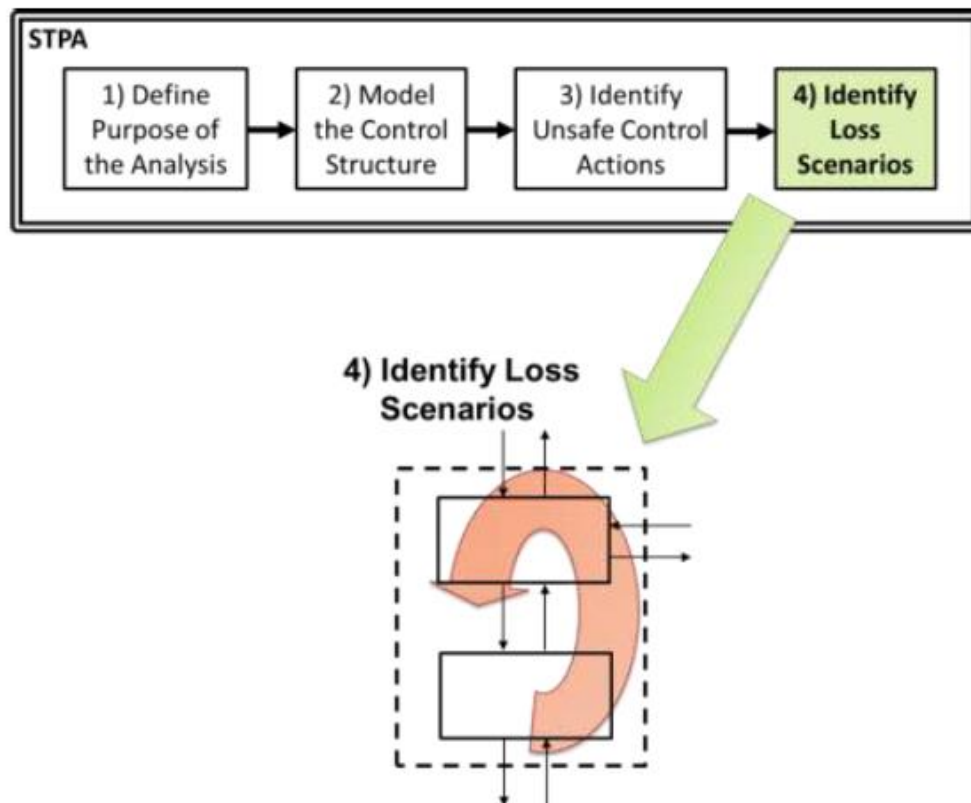 STPA
1) Define
Purpose of
the Analysis
2) Model
the Control
Structure
3) Identify
Unsafe Control
Actions
4) Identify
Loss
Scenarios
4) Identify Loss
Scenarios